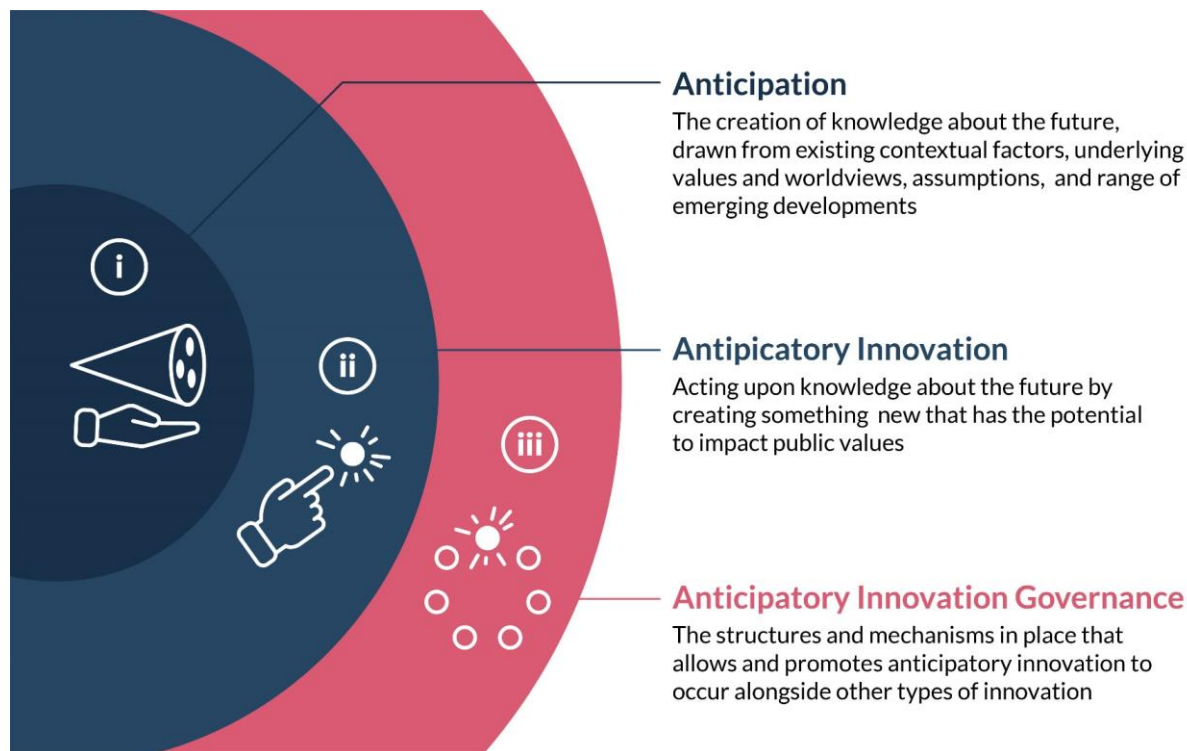 Anticipation
The creation of knowledge about the future,
drawn from existing contextual factors, underlying
values and worldviews, assumptions, and range of
emerging developments
i
ii
Antipicatory Innovation
Acting upon knowledge about the future by
creating something new that has the potential
to impact public values
iii
Anticipatory Innovation Governance
The structures and mechanisms in place that
allows and promotes anticipatory innovation to
occur alongside other types of innovation